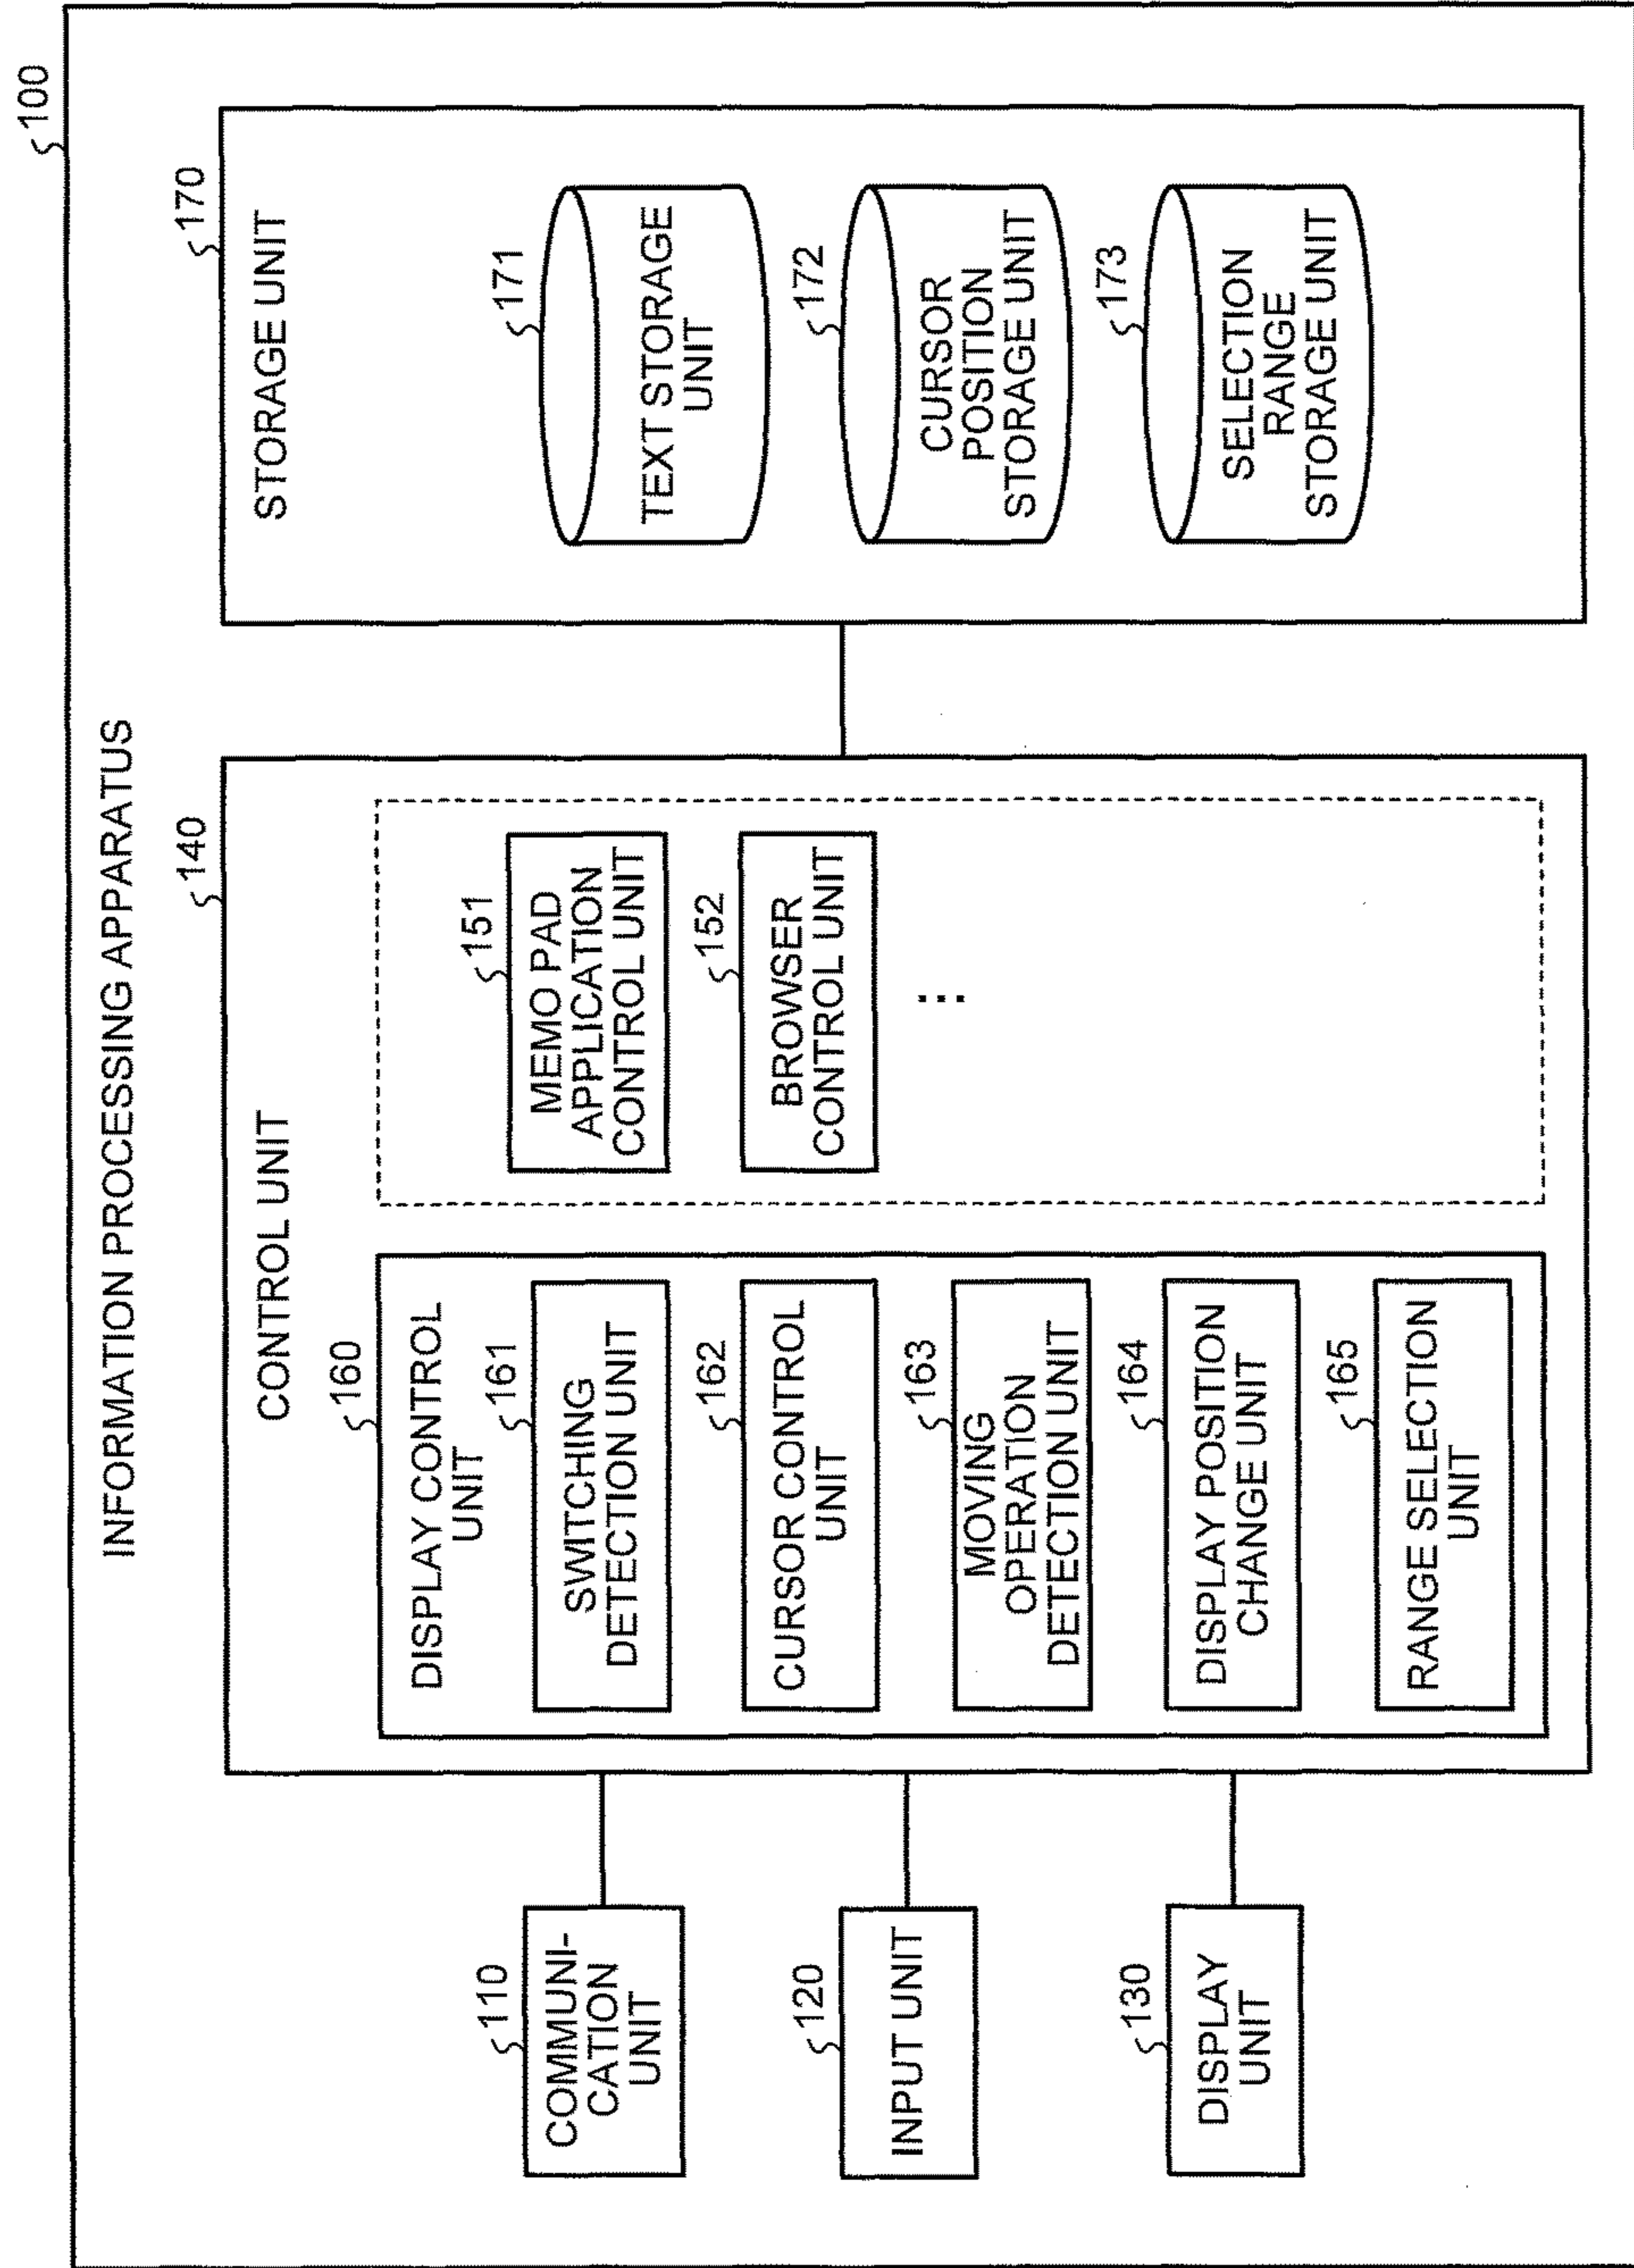 100
INFORMATION PROCESSING APPARATUS
110
COMMUNI-
CATION
UNIT
120
INPUT UNIT
130
DISPLAY
UNIT
140
CONTROL UNIT
160
DISPLAY CONTROL
UNIT
161
SWITCHING
DETECTION UNIT
162
CURSOR CONTROL
UNIT
163
MOVING
OPERATION
DETECTION UNIT
164
DISPLAY POSITION
CHANGE UNIT
165
RANGE SELECTION
UNIT
151
MEMO PAD
APPLICATION
CONTROL UNIT
152
BROWSER
CONTROL UNIT
...
170
STORAGE UNIT
171
TEXT STORAGE
UNIT
172
CURSOR
POSITION
STORAGE UNIT
173
SELECTION
RANGE
STORAGE UNIT